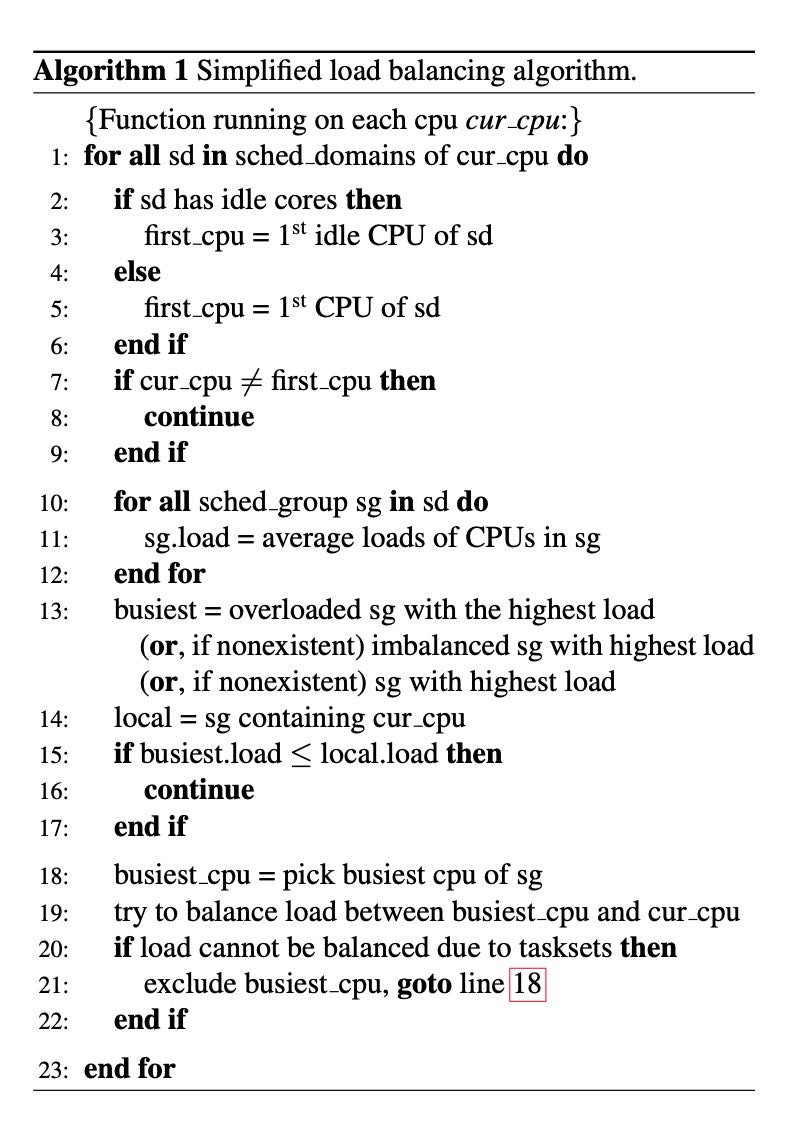 Algorithm 1 Simplified load balancing algorithm.
{Function running on each cpu cur_cpu:}
1: for all sd in sched_domains of cur_cpu do
2: if sd has idle cores then
3: first_cpu = 1st idle CPU of sd
4: else
5: first_cpu = 1st CPU of sd
6: end if
7: if cur_cpu ≠ first_cpu then
8: continue
9: end if
10: for all sched_group sg in sd do
11: sg.load = average loads of CPUs in sg
12: end for
13: busiest = overloaded sg with the highest load
(or, if nonexistent) imbalanced sg with highest load
(or, if nonexistent) sg with highest load
14: local = sg containing cur_cpu
15: if busiest.load ≤ local.load then
16: continue
17: end if
18: busiest_cpu = pick busiest cpu of sg
19: try to balance load between busiest_cpu and cur_cpu
20: if load cannot be balanced due to tasksets then
21: exclude busiest_cpu, goto line 18
22: end if
23: end for